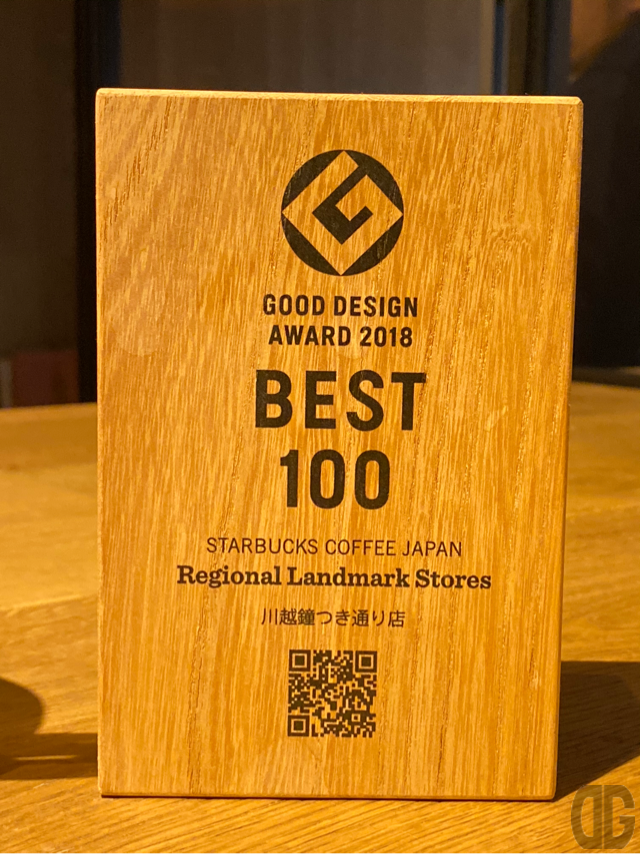 GOOD DESIGN
AWARD 2018
BEST
100
STARBUCKS COFFEE JAPAN
Regional Landmark Stores
川越鐘つき通り店
DG